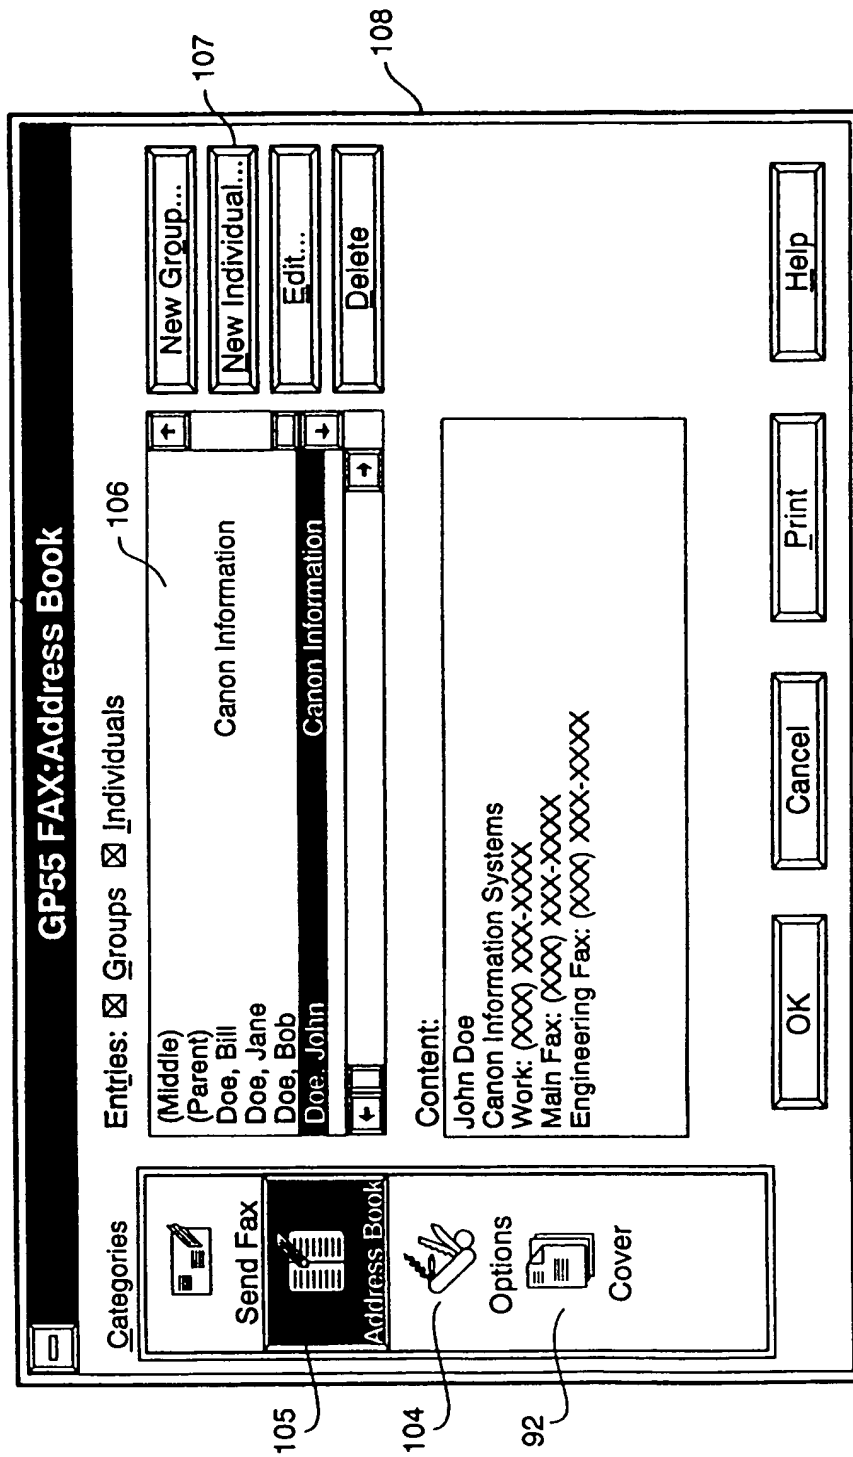 GP55 FAX:Address Book
108
Categories
Entries: ☒ Groups ☒ Individuals
106
107
Send Fax
Address Book
Options
Cover
105
104
92
(Middle)
(Parent)
Doe, Bill Canon Information
Doe, Jane
Doe, Bob
Doe, John Canon Information
New Group...
New Individual...
Edit...
Delete
Content:
John Doe
Canon Information Systems
Work: (XXX) XXX-XXXX
Main Fax: (XXX) XXX-XXXX
Engineering Fax: (XXX) XXX-XXXX
OK
Cancel
Print
Help